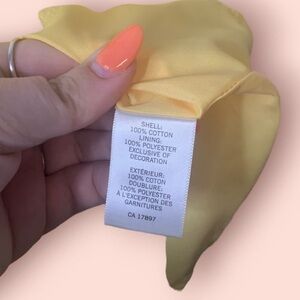 SHELL:
100% COTTON
LINING:
100% POLYESTER
EXCLUSIVE OF
DECORATION
EXTÉRIEUR:
100% COTON
DOUBLURE:
100% POLYESTER
À L'EXCEPTION DES
GARNITURES
CA 17897